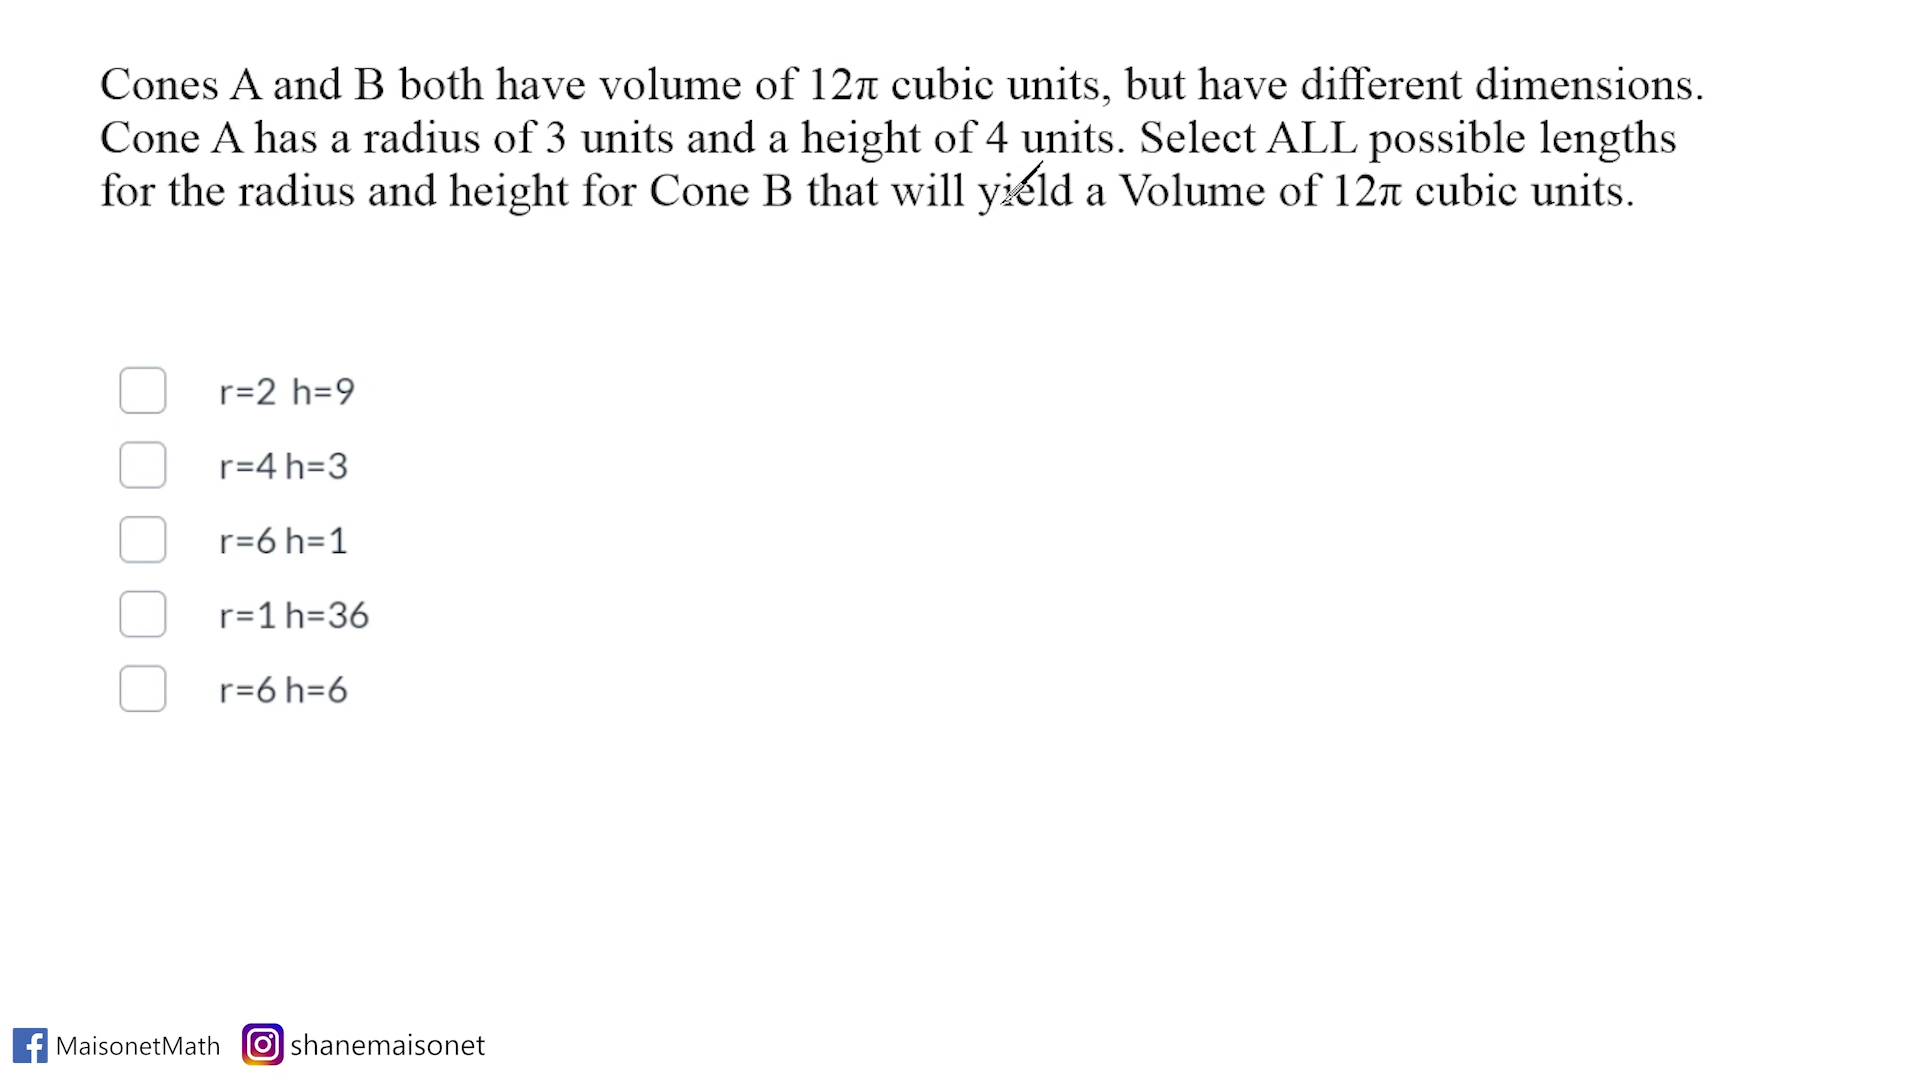 Cones A and B both have volume of 12π cubic units, but have different dimensions.
Cone A has a radius of 3 units and a height of 4 units. Select ALL possible lengths
for the radius and height for Cone B that will yield a Volume of 12π cubic units.
r=2 h=9
r=4 h=3
r=6 h=1
r=1 h=36
r=6 h=6
MaisonetMath shanemaisonet